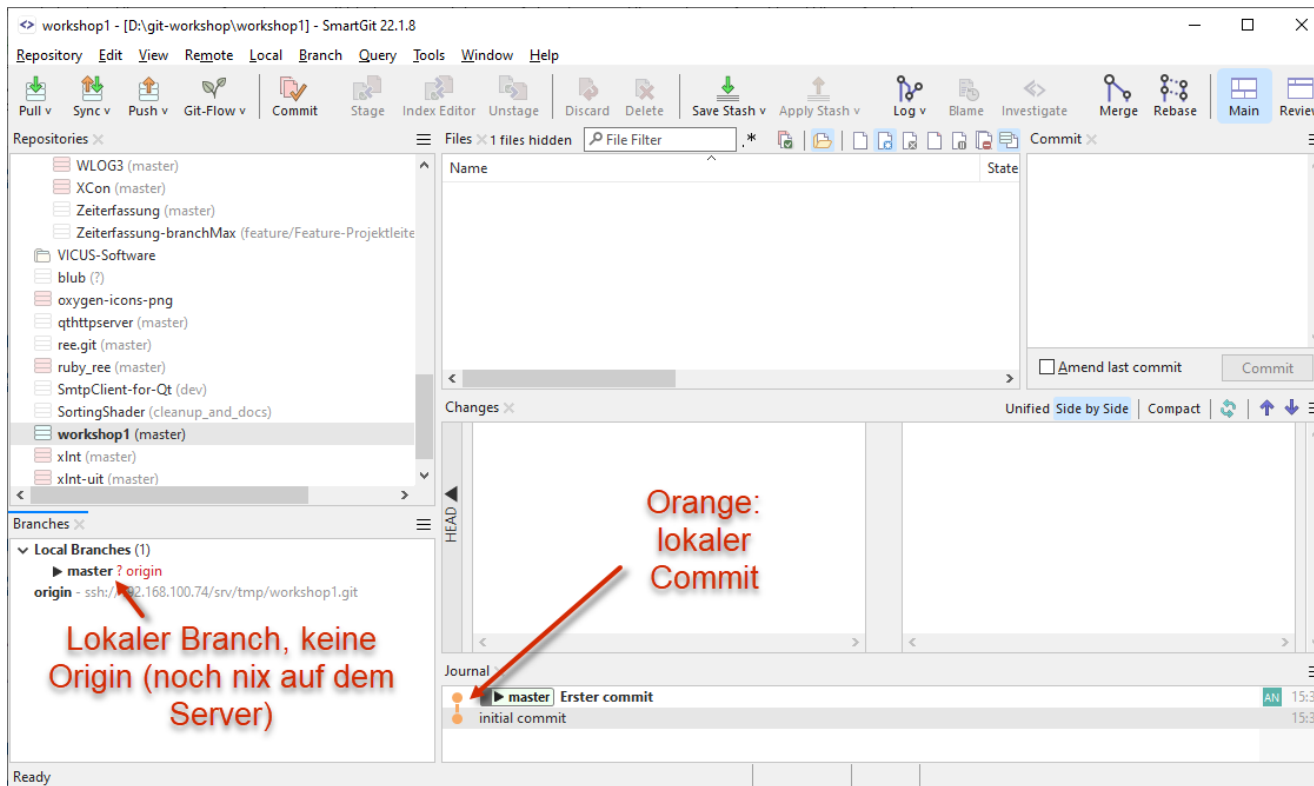 workshop1 - [D:\git-workshop\workshop1] - SmartGit 22.1.8
Repository Edit View Remote Local Branch Query Tools Window Help
Pull Sync Push Git-Flow Commit Stage Index Editor Unstage Discard Delete Save Stash Apply Stash Log Blame Investigate Merge Rebase Main Review
Repositories
WLOG3 (master)
XCon (master)
Zeiterfassung (master)
Zeiterfassung-branchMax (feature/Feature-Projektleite
VICUS-Software
blub (?)
oxygen-icons-png
qthttpserver (master)
ree.git (master)
ruby_ree (master)
SmtpClient-for-Qt (dev)
SortingShader (cleanup_and_docs)
workshop1 (master)
xInt (master)
xInt-uit (master)
Files 1 files hidden File Filter .*
Name State
Commit
Amend last commit Commit
Changes Unified Side by Side Compact
HEAD
Orange:
lokaler
Commit
Branches
Local Branches (1)
master ? origin
origin - ssh://192.168.100.74/srv/tmp/workshop1.git
Lokaler Branch, keine
Origin (noch nix auf dem
Server)
Journal
master Erster commit AN 15:3
initial commit 15:3
Ready